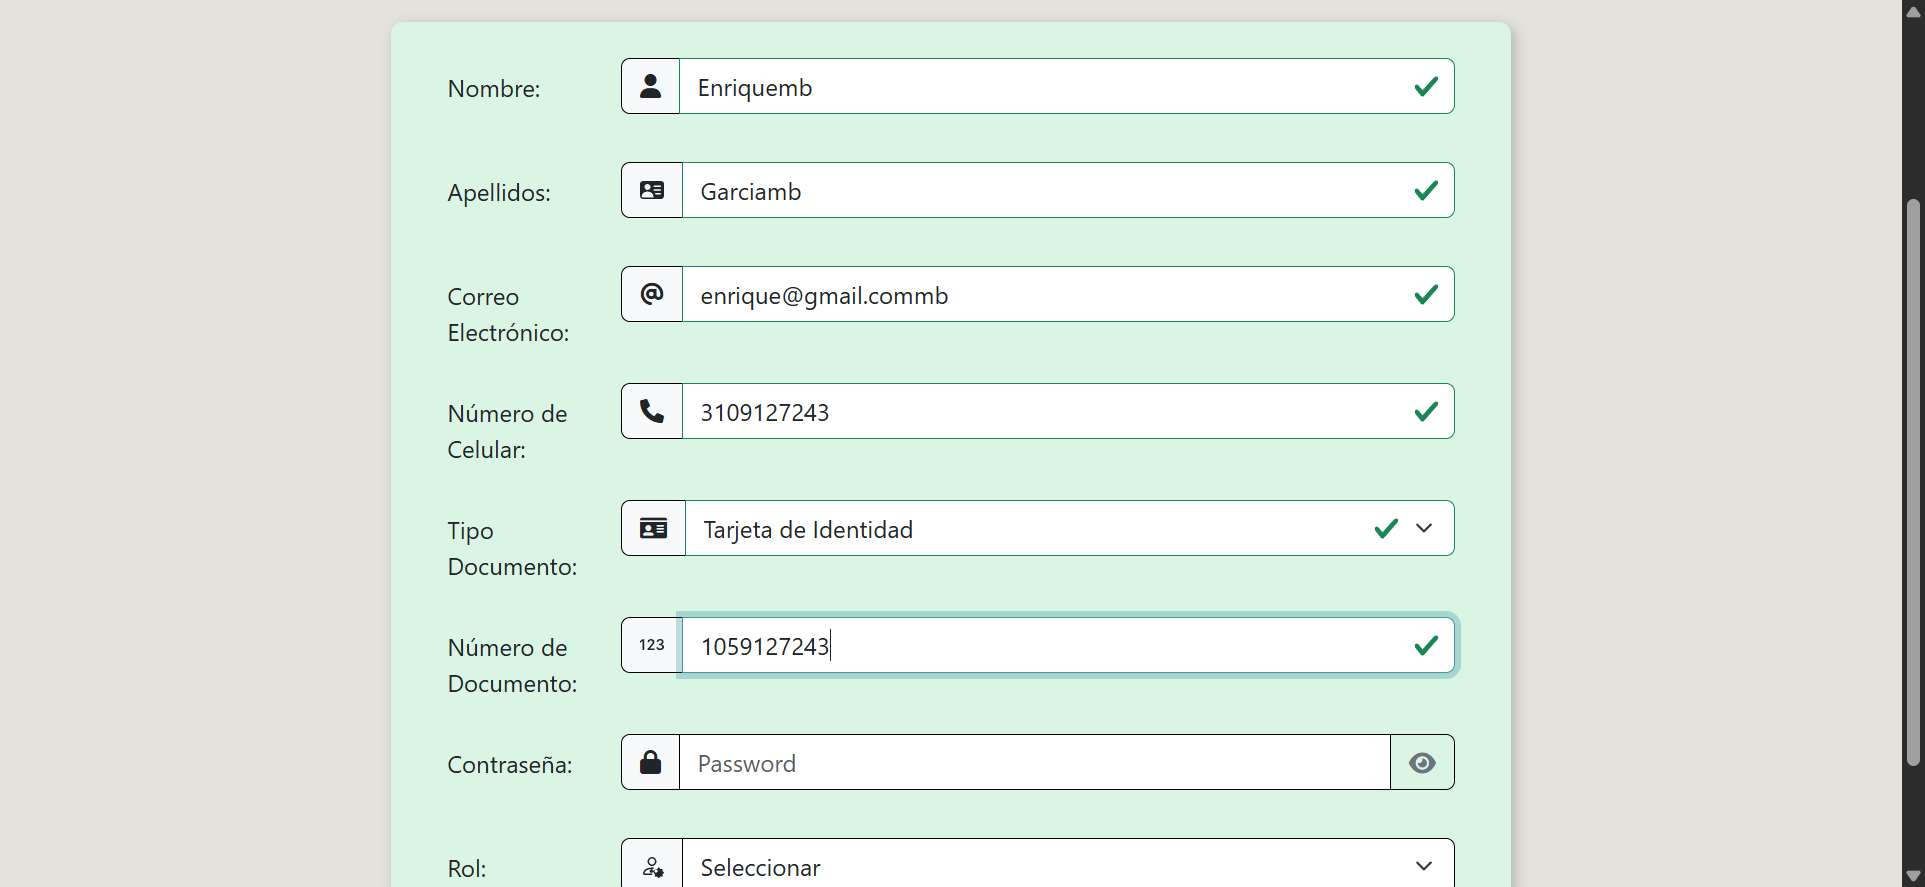 Nombre:
Enriquemb
Apellidos:
Garciamb
Correo
Electrónico:
@
enrique@gmail.commb
Número de
Celular:
3109127243
Tipo
Documento:
Tarjeta de Identidad
Número de
Documento:
123
1059127243
Contraseña:
Password
Rol:
Seleccionar